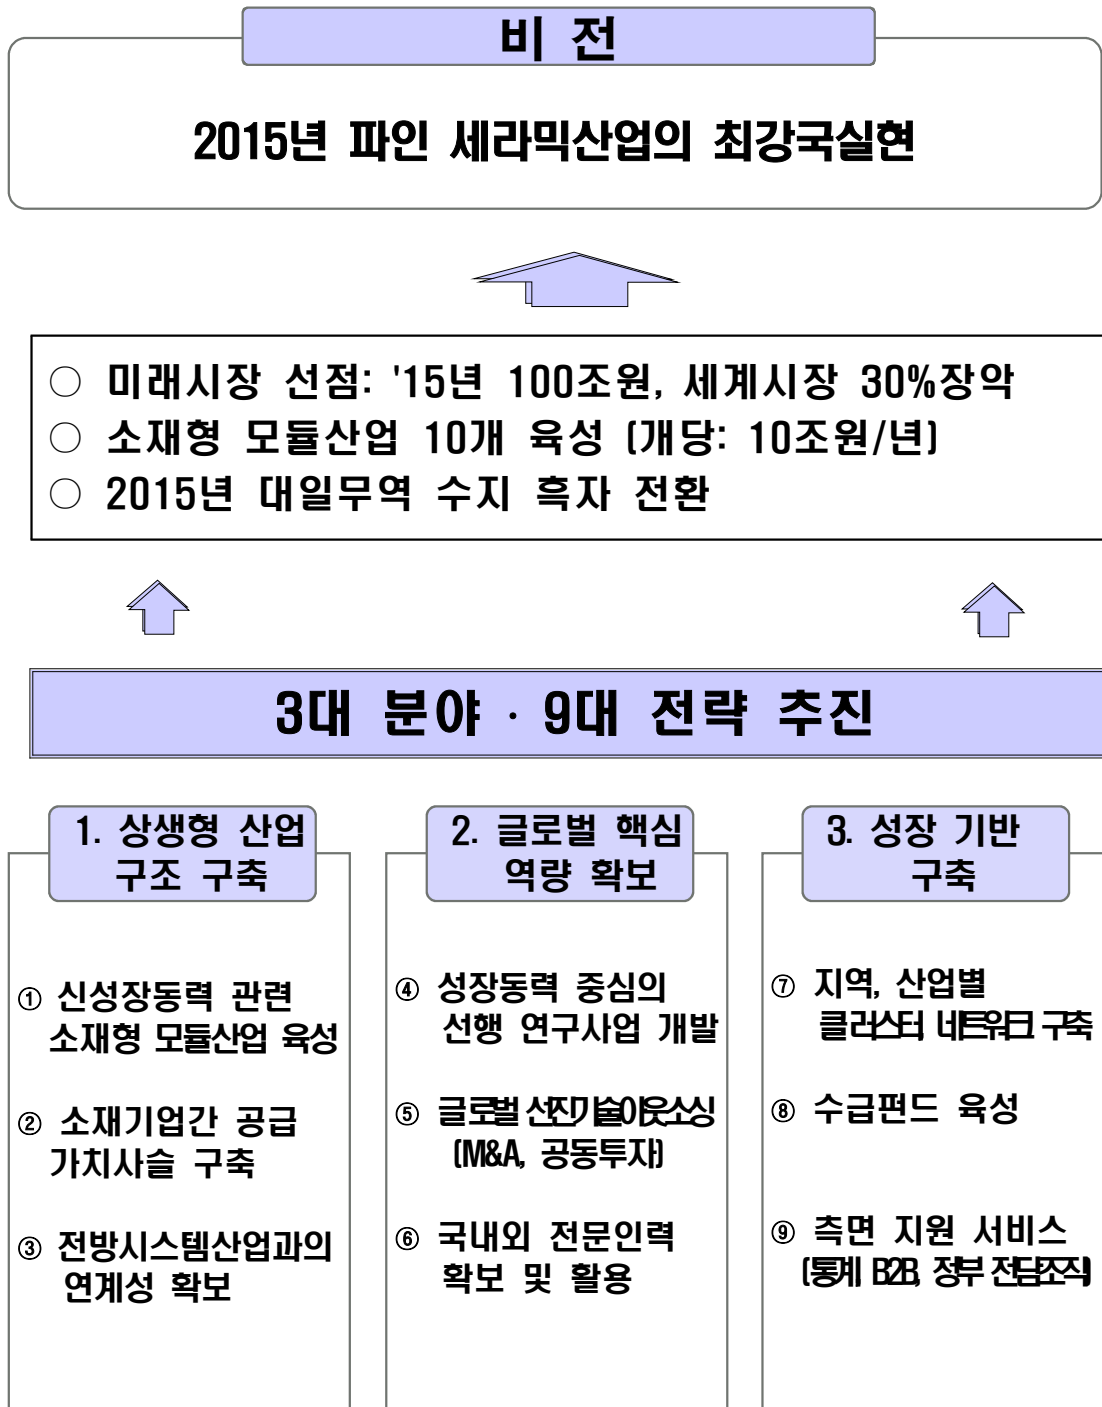 비 전
2015년 파인 세라믹산업의 최강국실현
○ 미래시장 선점: '15년 100조원, 세계시장 30%장악
○ 소재형 모듈산업 10개 육성 (개당: 10조원/년)
○ 2015년 대일무역 수지 흑자 전환
3대 분야 · 9대 전략 추진
1. 상생형 산업
구조 구축
① 신성장동력 관련
소재형 모듈산업 육성
② 소재기업간 공급
가치사슬 구축
③ 전방시스템산업과의
연계성 확보
2. 글로벌 핵심
역량 확보
④ 성장동력 중심의
선행 연구사업 개발
⑤ 글로벌 선진기술아웃소싱
(M&A, 공동투자)
⑥ 국내외 전문인력
확보 및 활용
3. 성장 기반
구축
⑦ 지역, 산업별
클러스터, 네트워크 구축
⑧ 수급펀드 육성
⑨ 측면 지원 서비스
(통계, B2B, 정부 전담조직)